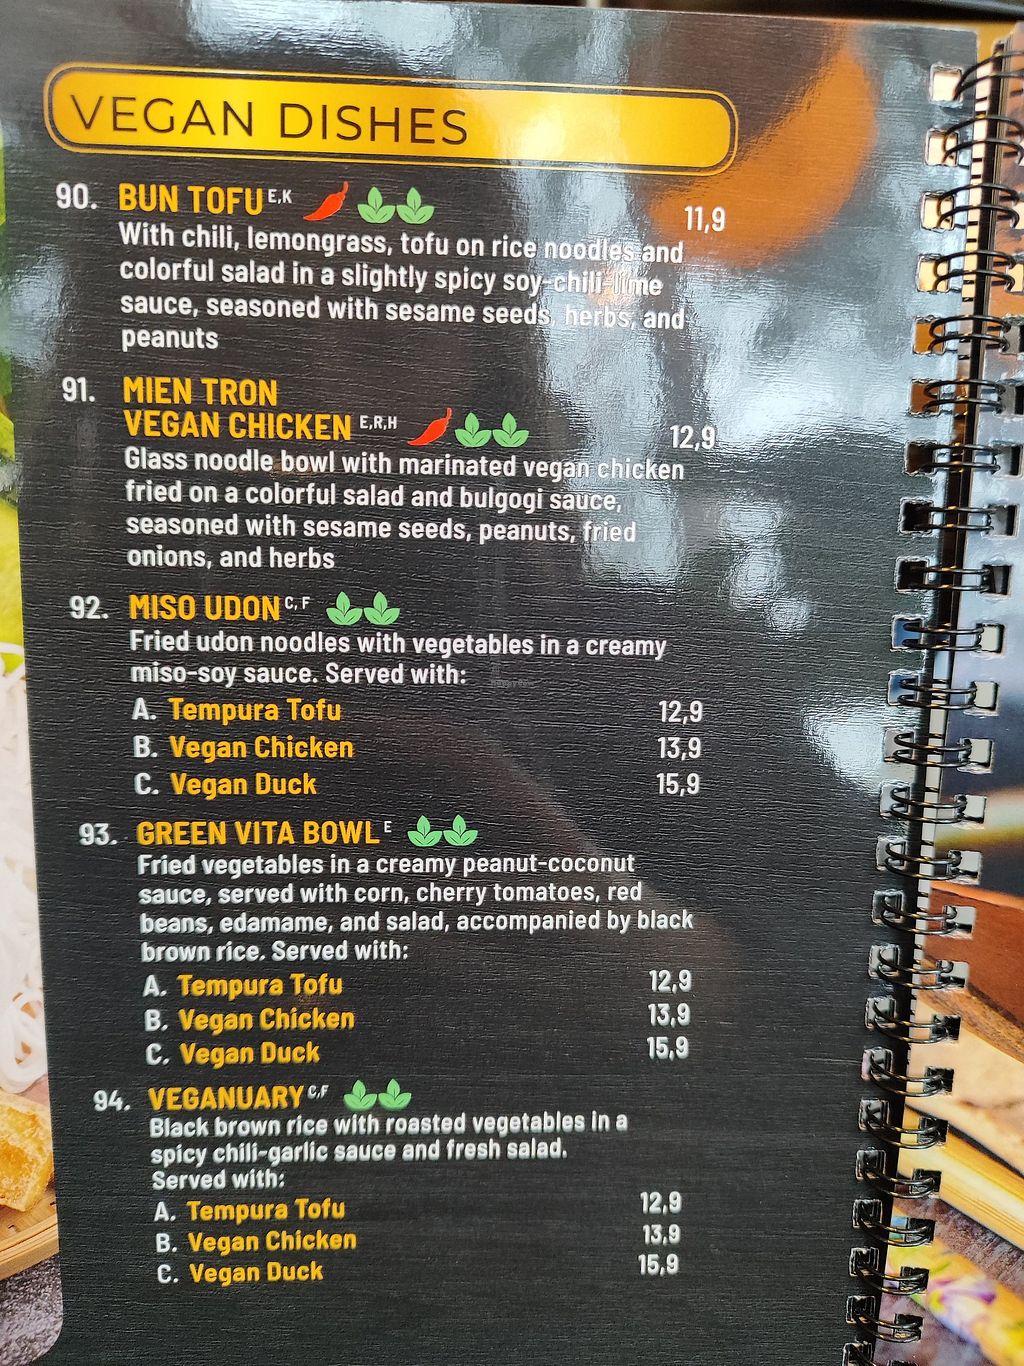 VEGAN DISHES
90. BUN TOFU E,K 11,9
With chili, lemongrass, tofu on rice noodles and
colorful salad in a slightly spicy soy-chili-lime
sauce, seasoned with sesame seeds, herbs, and
peanuts
91. MIEN TRON
VEGAN CHICKEN E,R,H 12,9
Glass noodle bowl with marinated vegan chicken
fried on a colorful salad and bulgogi sauce,
seasoned with sesame seeds, peanuts, fried
onions, and herbs
92. MISO UDON C, F
Fried udon noodles with vegetables in a creamy
miso-soy sauce. Served with:
A. Tempura Tofu 12,9
B. Vegan Chicken 13,9
C. Vegan Duck 15,9
93. GREEN VITA BOWL E
Fried vegetables in a creamy peanut-coconut
sauce, served with corn, cherry tomatoes, red
beans, edamame, and salad, accompanied by black
brown rice. Served with:
A. Tempura Tofu 12,9
B. Vegan Chicken 13,9
C. Vegan Duck 15,9
94. VEGANUARY C,F
Black brown rice with roasted vegetables in a
spicy chili-garlic sauce and fresh salad.
Served with:
A. Tempura Tofu 12,9
B. Vegan Chicken 13,9
C. Vegan Duck 15,9